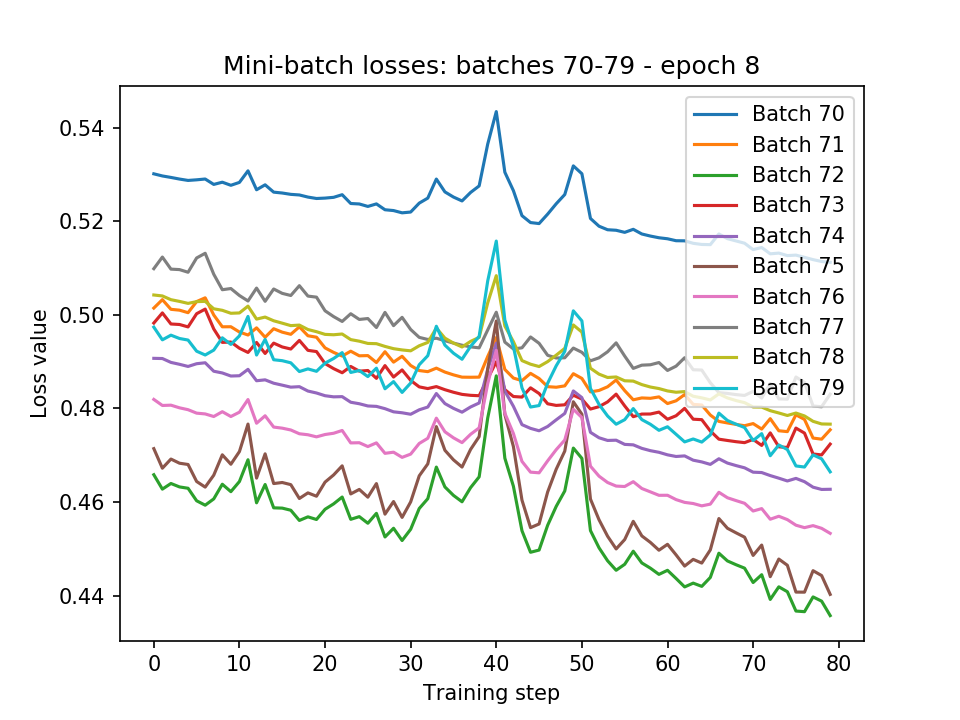 Mini-batch losses: batches 70-79 - epoch 8
Loss value
0.54
0.52
0.50
0.48
0.46
0.44
Batch 70
Batch 71
Batch 72
Batch 73
Batch 74
Batch 75
Batch 76
Batch 77
Batch 78
Batch 79
0 10 20 30 40 50 60 70 80
Training step